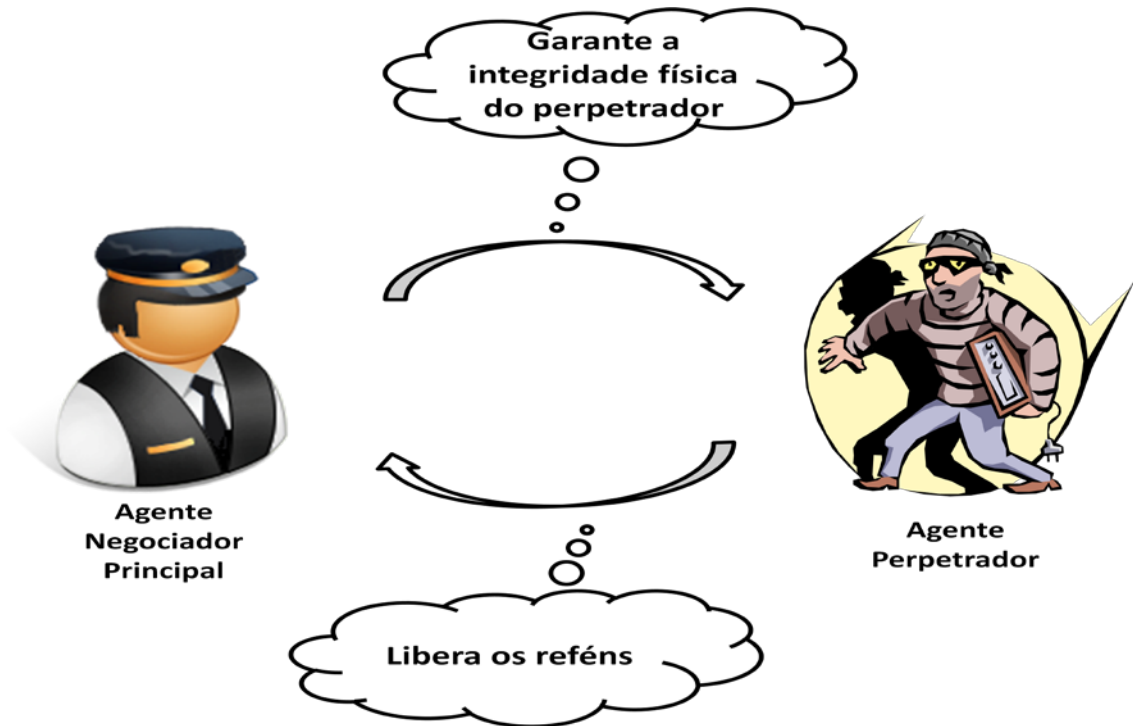 Garante a
integridade física
do perpetrador
Agente
Negociador
Principal
Agente
Perpetrador
Libera os reféns